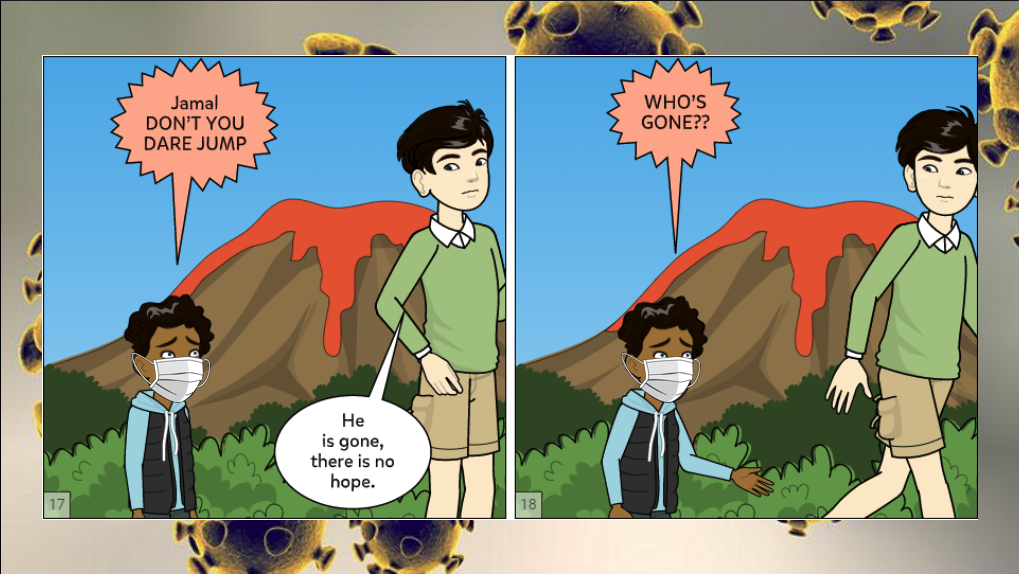 Jamal
DON'T YOU
DARE JUMP
He
is gone,
there is no
hope.
17
WHO'S
GONE??
18